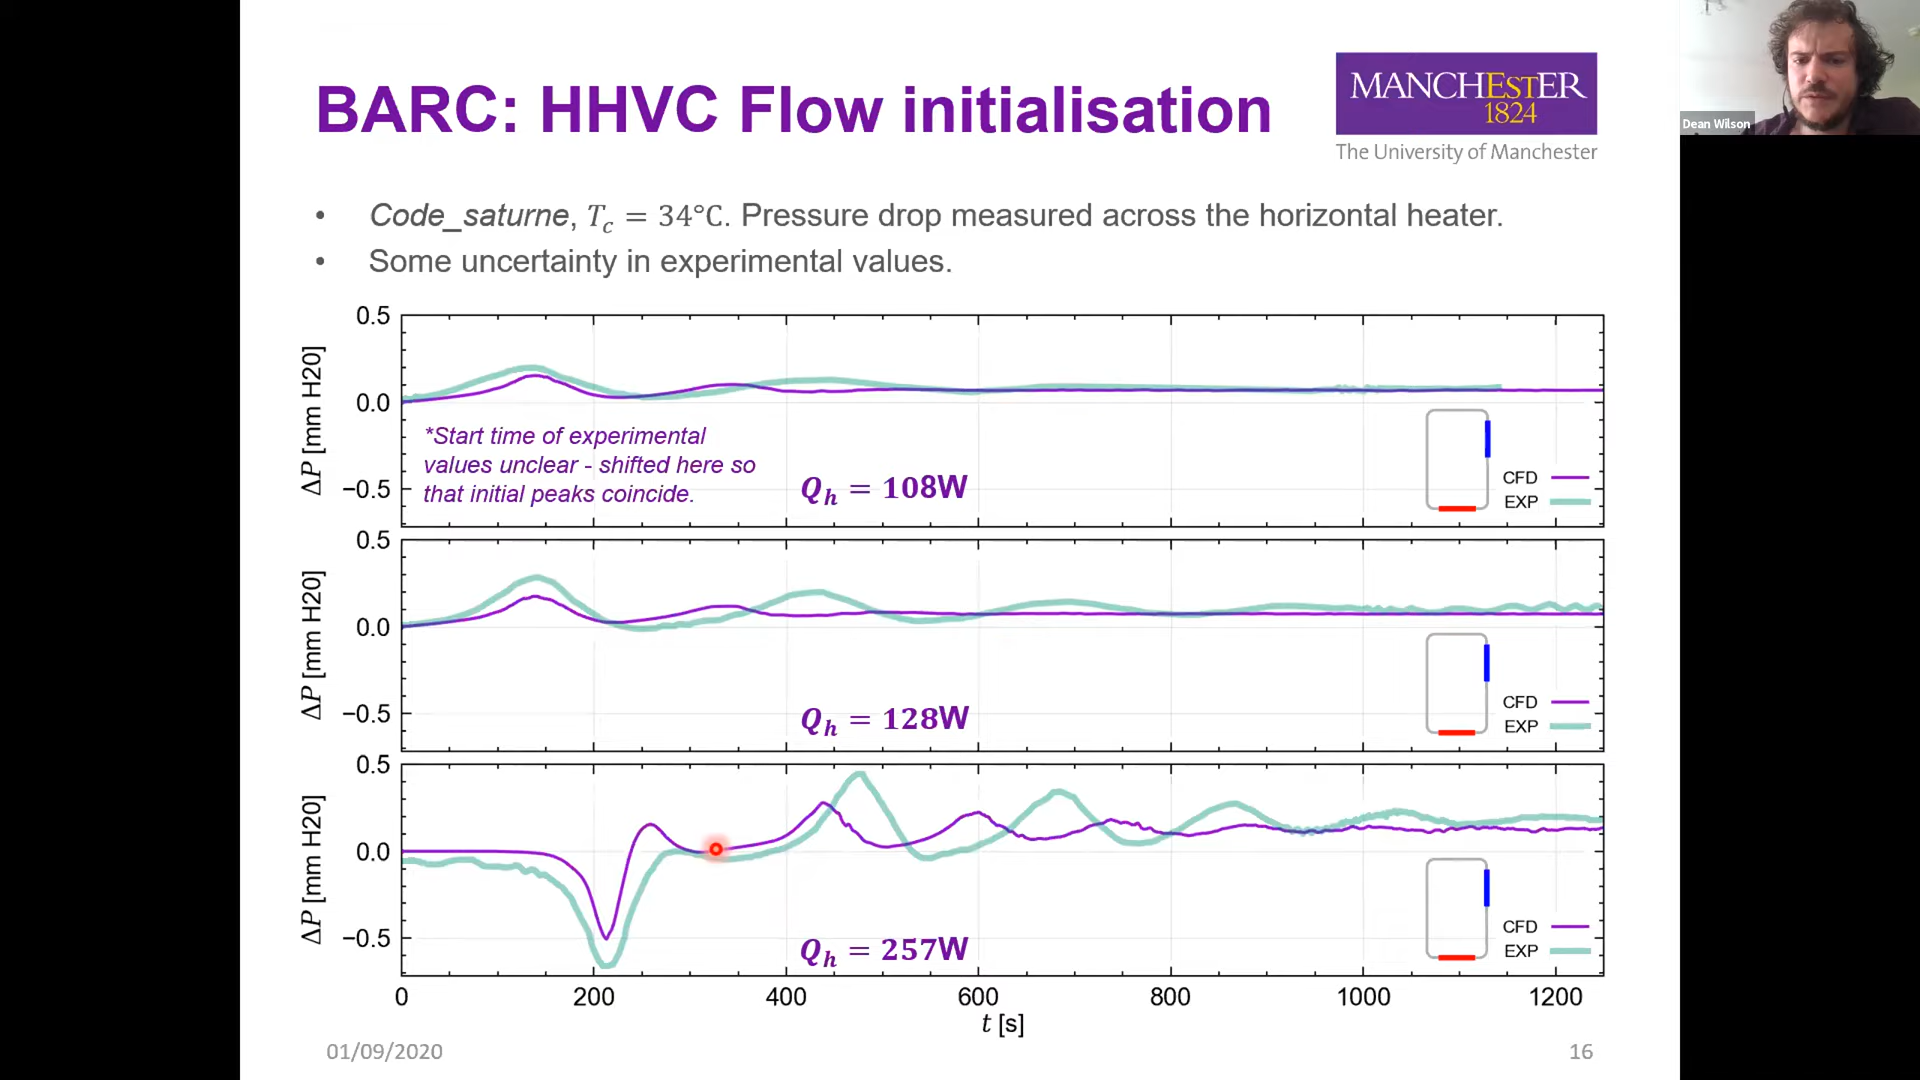 BARC: HHVC Flow initialisation
MANCHESTER
1824
The University of Manchester
Dean Wilson
• Code_saturne, T_c = 34°C. Pressure drop measured across the horizontal heater.
• Some uncertainty in experimental values.
0.5
0.0
−0.5
ΔP [mm H20]
*Start time of experimental
values unclear - shifted here so
that initial peaks coincide.
Q_h = 108W
CFD
EXP
0.5
0.0
−0.5
ΔP [mm H20]
Q_h = 128W
CFD
EXP
0.5
0.0
−0.5
ΔP [mm H20]
Q_h = 257W
CFD
EXP
0 200 400 600 800 1000 1200
t [s]
01/09/2020
16